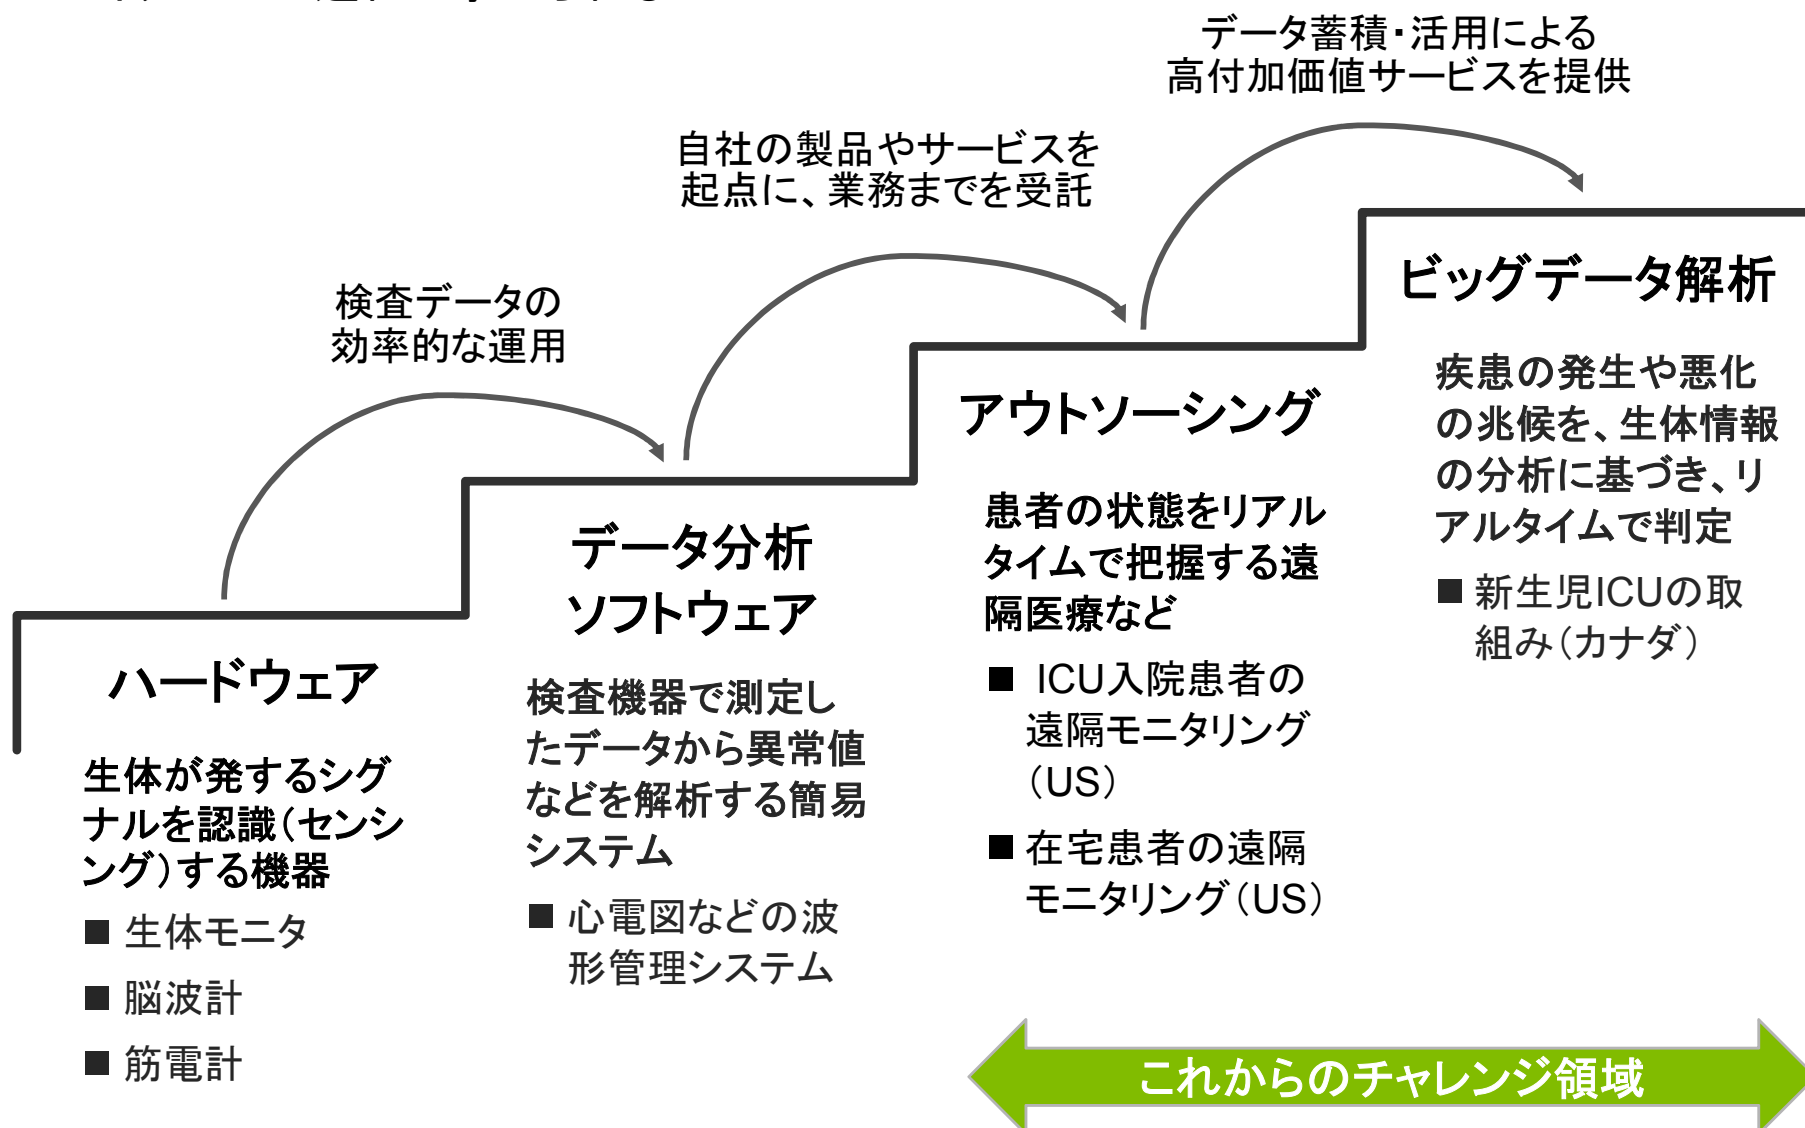 データ蓄積・活用による
高付加価値サービスを提供
自社の製品やサービスを
起点に、業務までを受託
検査データの
効率的な運用
ハードウェア
生体が発するシグ
ナルを認識(センシ
ング)する機器
■ 生体モニタ
■ 脳波計
■ 筋電計
データ分析
ソフトウェア
検査機器で測定し
たデータから異常値
などを解析する簡易
システム
■ 心電図などの波
形管理システム
アウトソーシング
患者の状態をリアル
タイムで把握する遠
隔医療など
■ ICU入院患者の
遠隔モニタリング
(US)
■ 在宅患者の遠隔
モニタリング(US)
ビッグデータ解析
疾患の発生や悪化
の兆候を、生体情報
の分析に基づき、リ
アルタイムで判定
■ 新生児ICUの取
組み(カナダ)
これからのチャレンジ領域